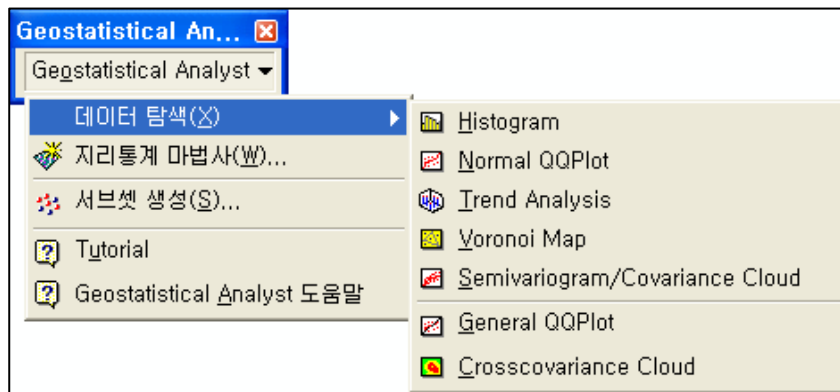 Geostatistical An...
Geostatistical Analyst
데이터 탐색(X)
지리통계 마법사(W)...
서브셋 생성(S)...
Tutorial
Geostatistical Analyst 도움말
Histogram
Normal QQPlot
Trend Analysis
Voronoi Map
Semivariogram/Covariance Cloud
General QQPlot
Crosscovariance Cloud